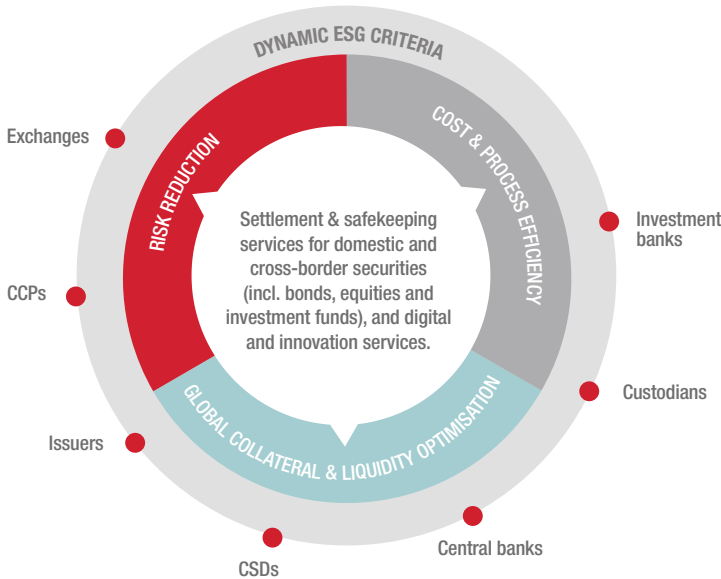 DYNAMIC ESG CRITERIA
RISK REDUCTION
COST & PROCESS EFFICIENCY
GLOBAL COLLATERAL & LIQUIDITY OPTIMISATION
Settlement & safekeeping
services for domestic and
cross-border securities
(incl. bonds, equities and
investment funds), and digital
and innovation services.
Exchanges
CCPs
Issuers
CSDs
Central banks
Custodians
Investment
banks